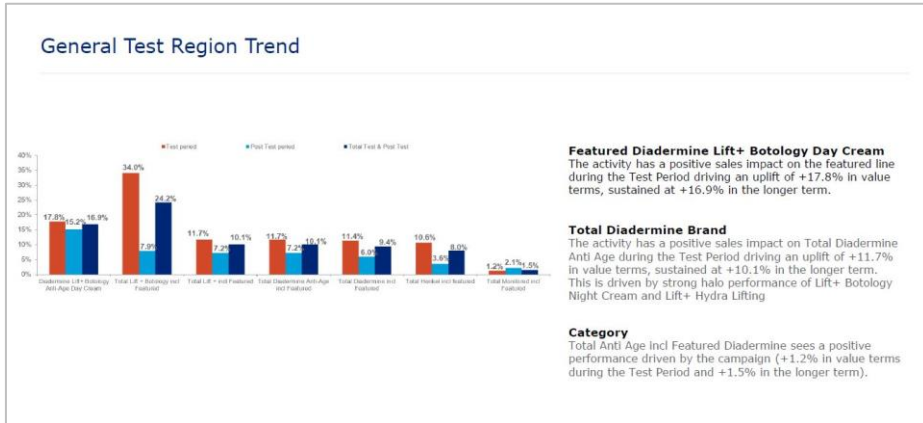 General Test Region Trend
Test period
Post Test period
Total Test & Post Test
40%
35%
30%
25%
20%
15%
10%
5%
0%
17.8%
15.2%
16.9%
34.0%
7.9%
24.2%
11.7%
7.2%
10.1%
11.7%
7.2%
10.1%
11.4%
6.0%
9.4%
10.6%
3.6%
8.0%
1.2%
2.1%
1.5%
Diadermine Lift+ Botology
Anti-Age Day Cream
Total Lift + Botology incl
Featured
Total Lift + incl Featured
Total Diadermine Anti-Age
incl Featured
Total Diadermine incl
Featured
Total Henkel incl featured
Total Monitored incl
Featured
Featured Diadermine Lift+ Botology Day Cream
The activity has a positive sales impact on the featured line
during the Test Period driving an uplift of +17.8% in value
terms, sustained at +16.9% in the longer term.
Total Diadermine Brand
The activity has a positive sales impact on Total Diadermine
Anti Age during the Test Period driving an uplift of +11.7%
in value terms, sustained at +10.1% in the longer term.
This is driven by strong halo performance of Lift+ Botology
Night Cream and Lift+ Hydra Lifting
Category
Total Anti Age incl Featured Diadermine sees a positive
performance driven by the campaign (+1.2% in value terms
during the Test Period and +1.5% in the longer term).